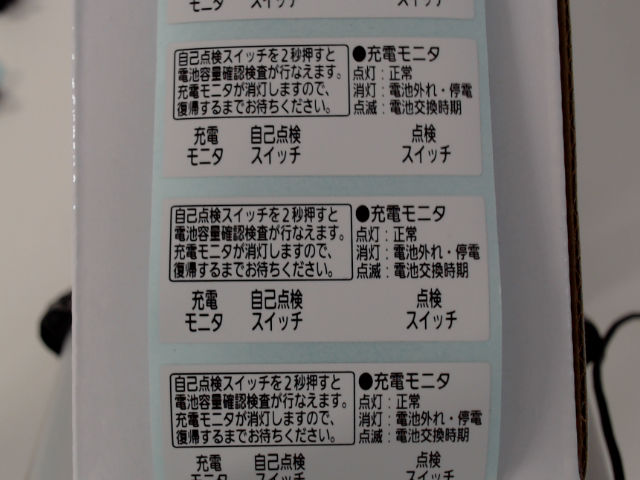 モニタ スイッチ スイッチ
自己点検スイッチを2秒押すと
電池容量確認検査が行なえます。
充電モニタが消灯しますので、
復帰するまでお待ちください。
●充電モニタ
点灯：正常
消灯：電池外れ・停電
点滅：電池交換時期
充電 自己点検 点検
モニタ スイッチ スイッチ
自己点検スイッチを2秒押すと
電池容量確認検査が行なえます。
充電モニタが消灯しますので、
復帰するまでお待ちください。
●充電モニタ
点灯：正常
消灯：電池外れ・停電
点滅：電池交換時期
充電 自己点検 点検
モニタ スイッチ スイッチ
自己点検スイッチを2秒押すと
電池容量確認検査が行なえます。
充電モニタが消灯しますので、
復帰するまでお待ちください。
●充電モニタ
点灯：正常
消灯：電池外れ・停電
点滅：電池交換時期
充電 自己点検 点検
モニタ スイッチ スイッチ